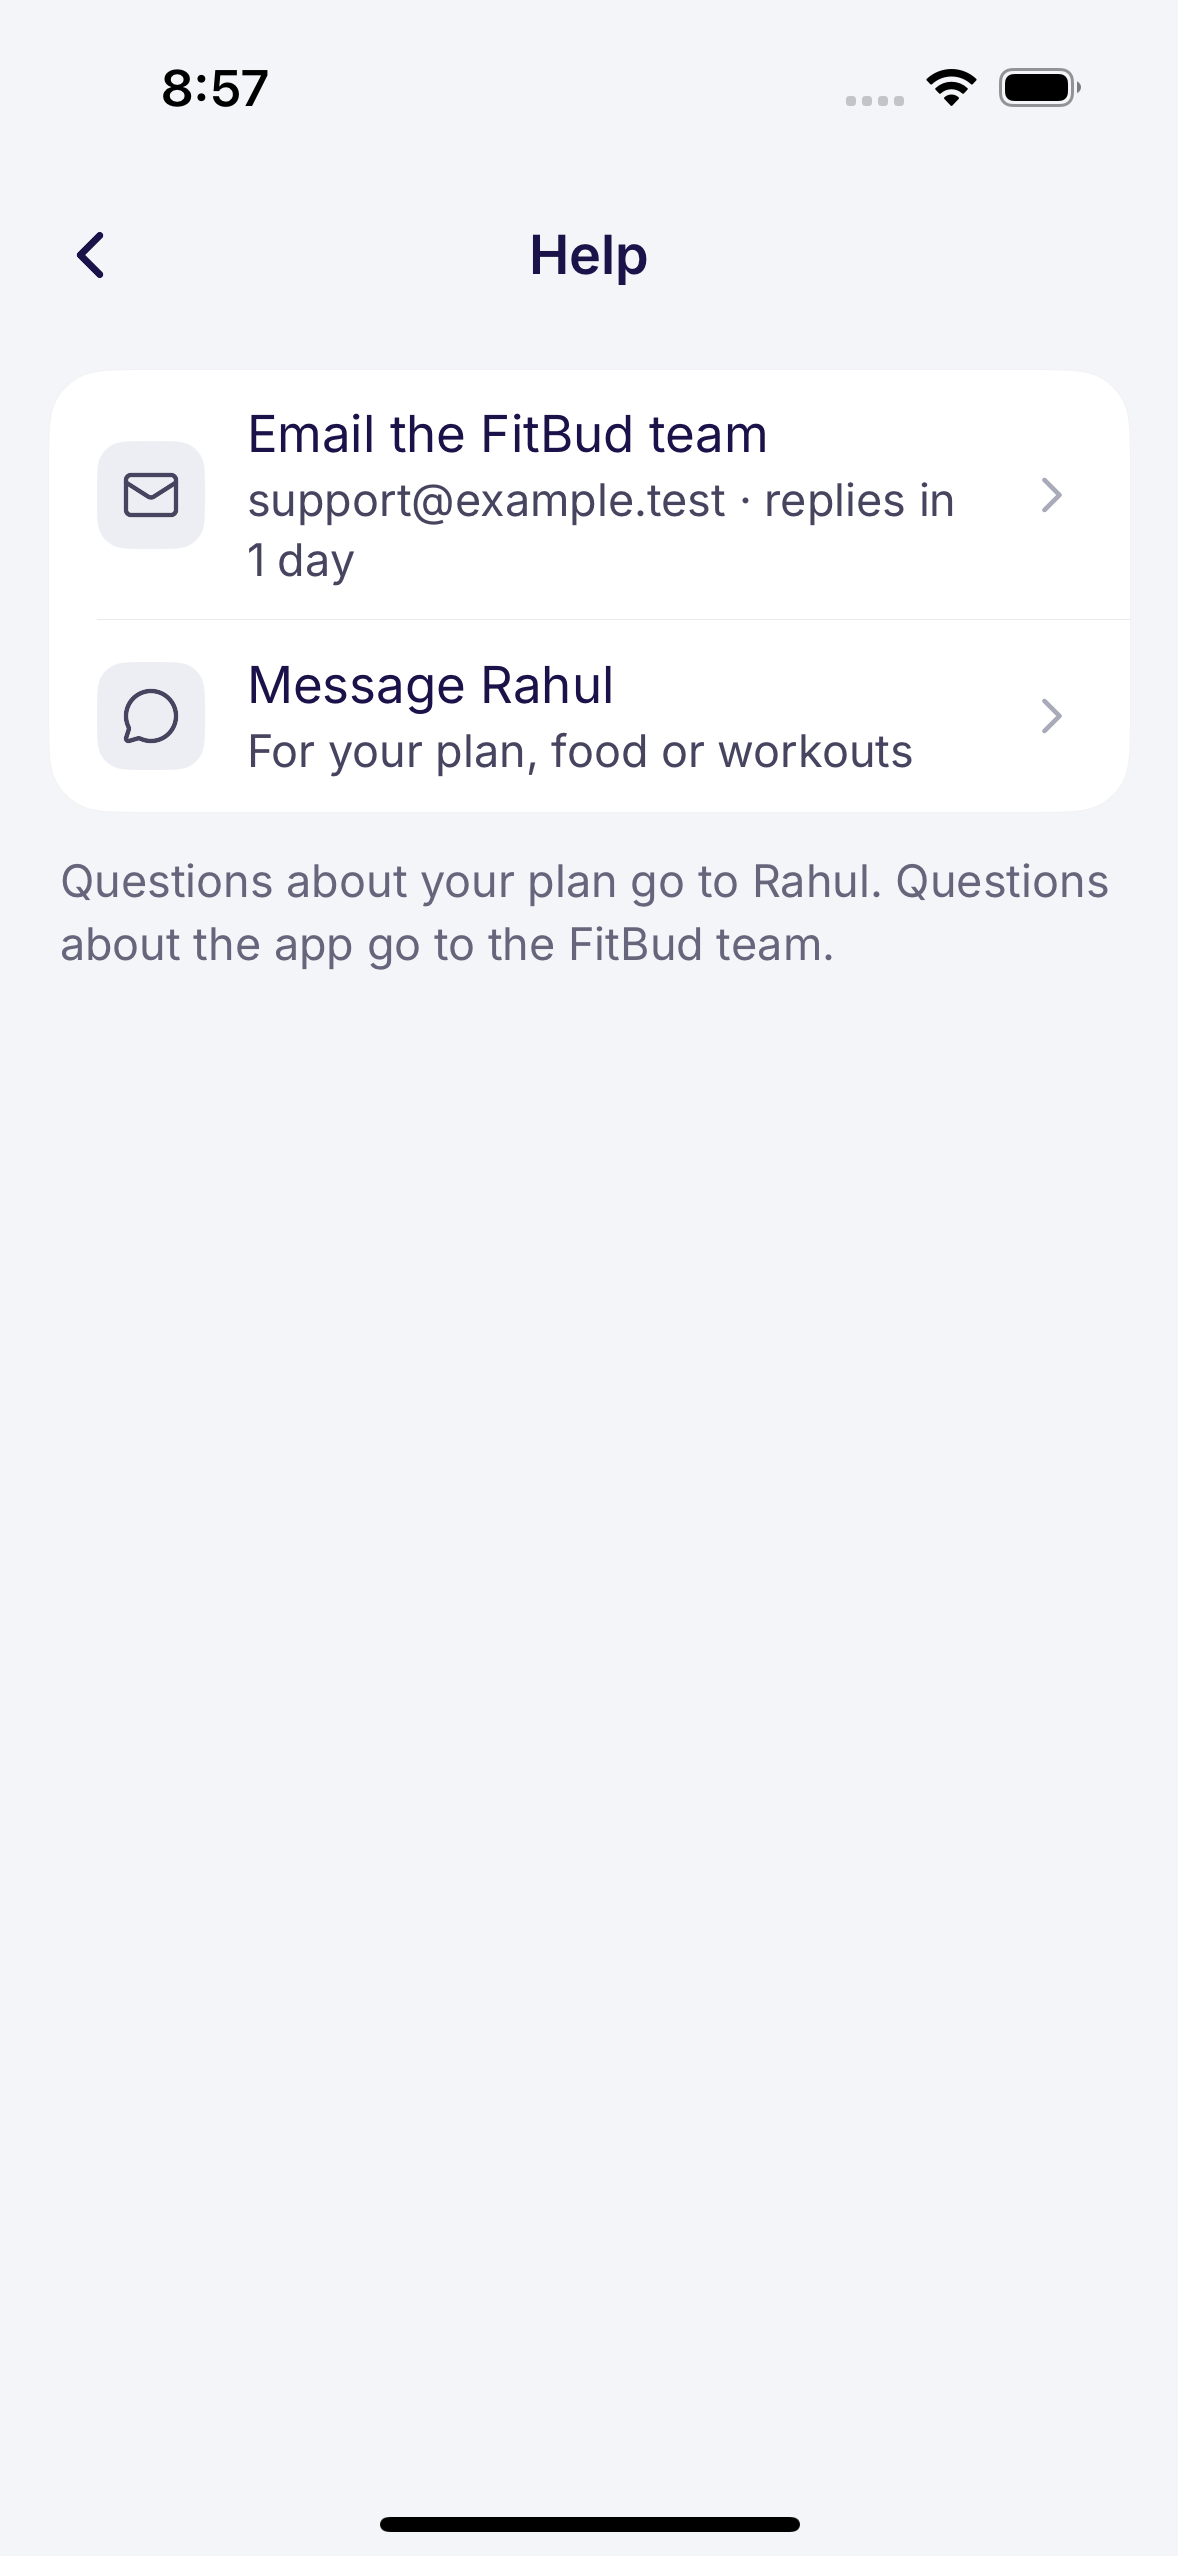 8:57
Help
Email the FitBud team
support@example.test · replies in
1 day
Message Rahul
For your plan, food or workouts
Questions about your plan go to Rahul. Questions
about the app go to the FitBud team.